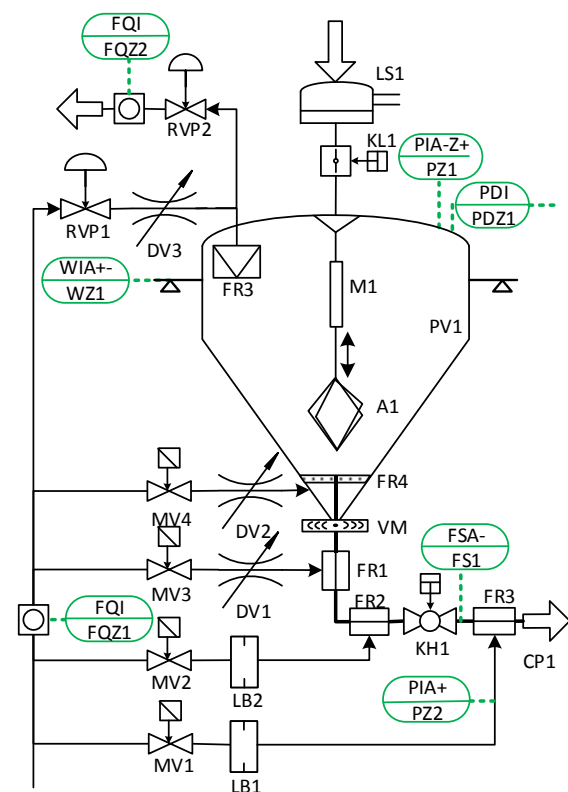 FQI
FQZ2
LS1
RVP2
KL1
PIA-Z+
PZ1
PDI
PDZ1
RVP1
DV3
WIA+-
WZ1
FR3
M1
PV1
A1
FR4
MV4
DV2
VM
FSA-
FS1
MV3
DV1
FR1
FR2
FR3
FQI
FQZ1
KH1
CP1
MV2
LB2
PIA+
PZ2
MV1
LB1